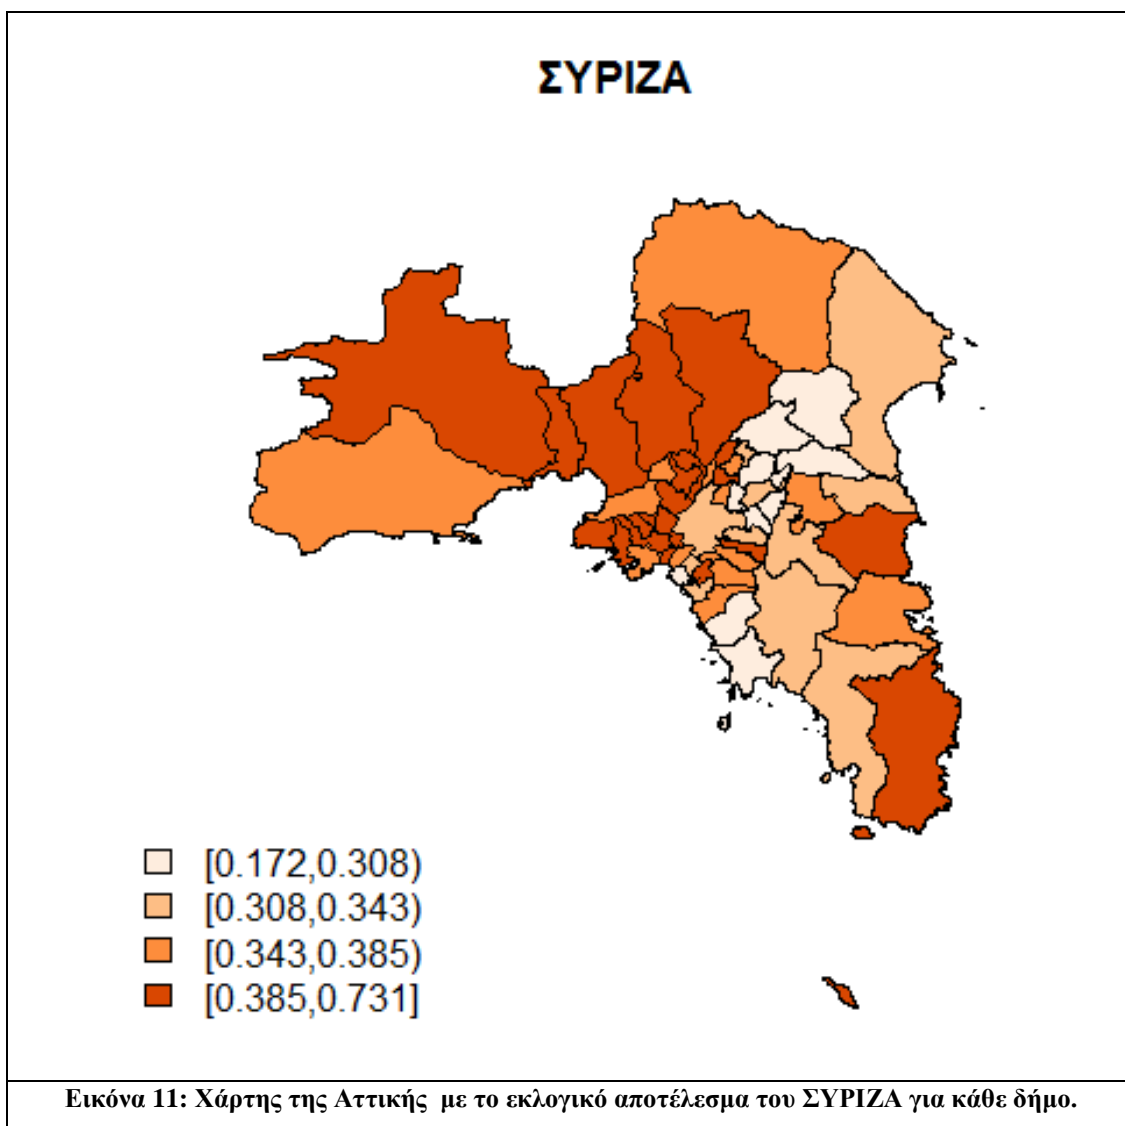 ΣΥΡΙΖΑ
[0.172,0.308)
[0.308,0.343)
[0.343,0.385)
[0.385,0.731]
Εικόνα 11: Χάρτης της Αττικής με το εκλογικό αποτέλεσμα του ΣΥΡΙΖΑ για κάθε δήμο.